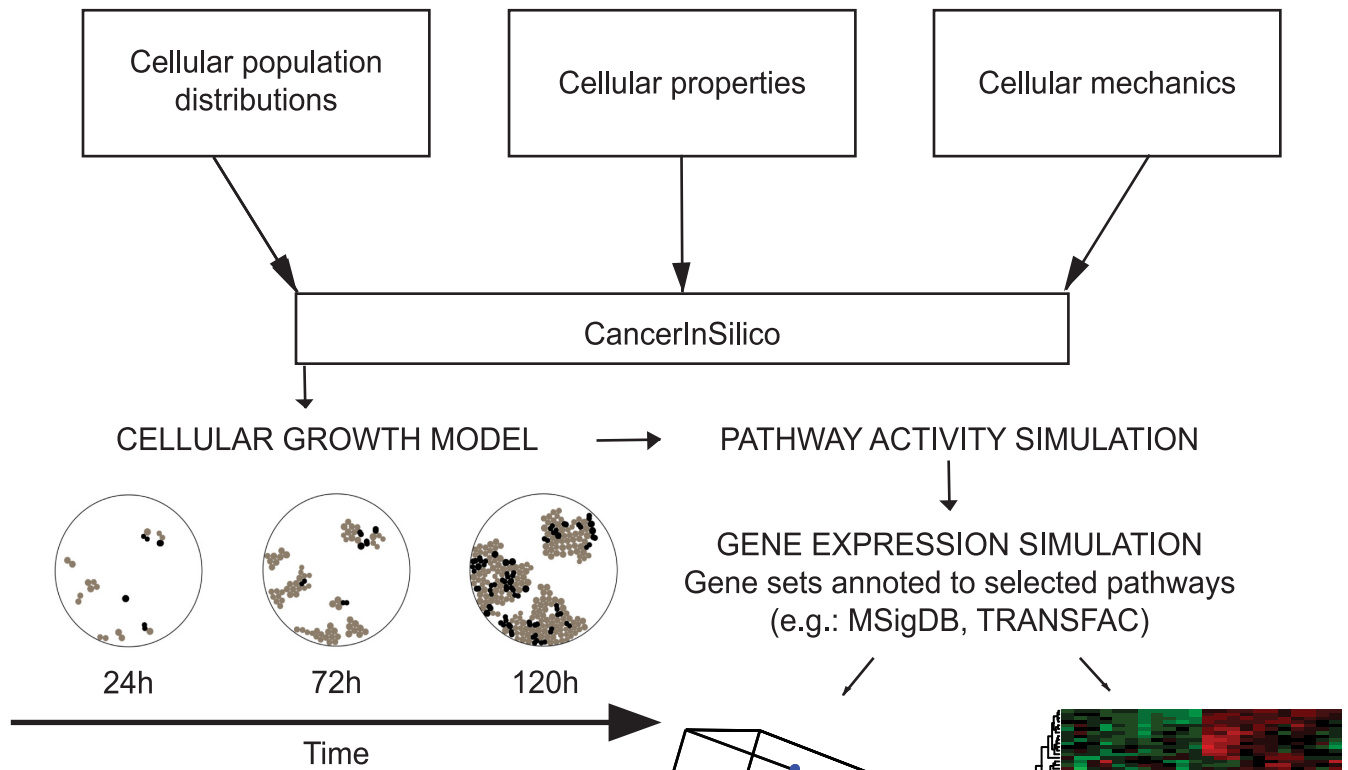 Cellular population
distributions
Cellular properties
Cellular mechanics
CancerInSilico
CELLULAR GROWTH MODEL
PATHWAY ACTIVITY SIMULATION
GENE EXPRESSION SIMULATION
Gene sets annoted to selected pathways
(e.g.: MSigDB, TRANSFAC)
24h
72h
120h
Time